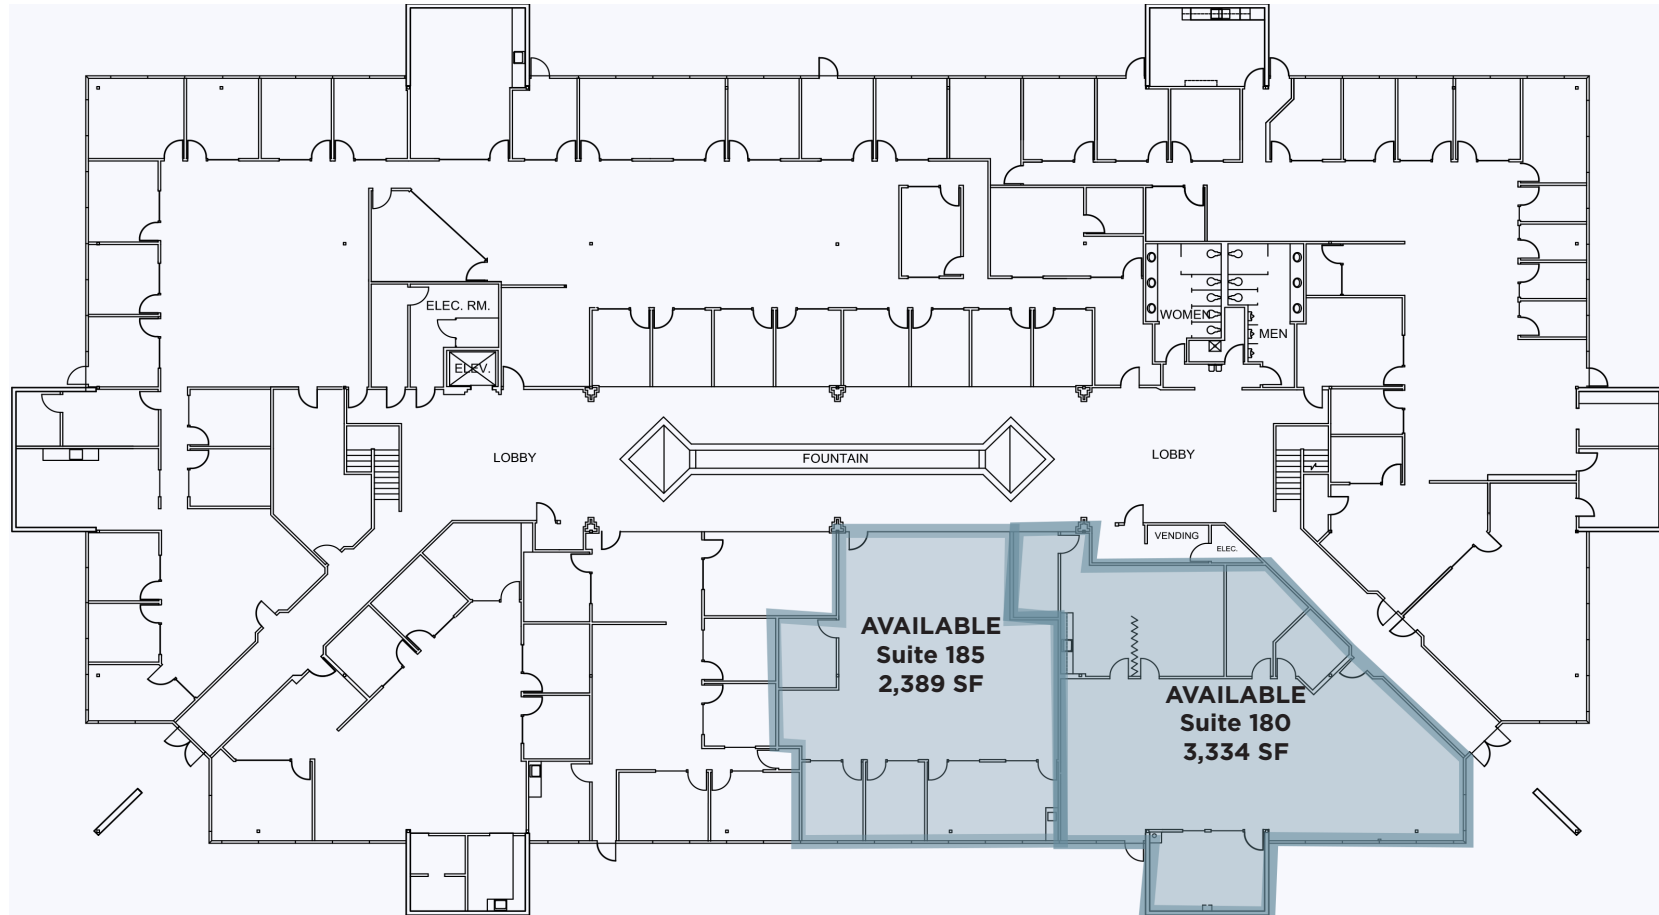 ELEC. RM.
WOMEN
MEN
ELEV.
LOBBY
FOUNTAIN
LOBBY
VENDING
ELEC.
AVAILABLE
Suite 185
2,389 SF
AVAILABLE
Suite 180
3,334 SF